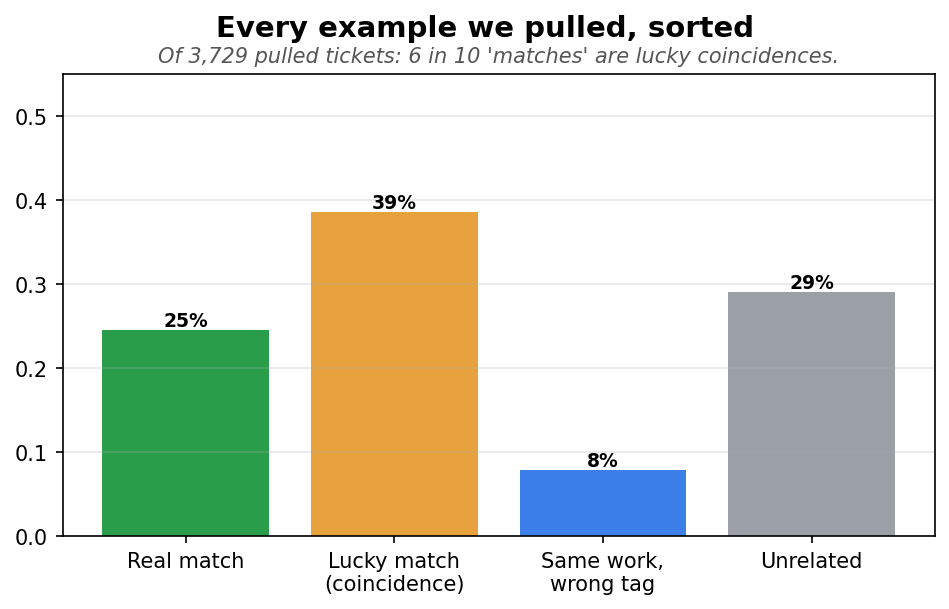 Every example we pulled, sorted
Of 3,729 pulled tickets: 6 in 10 'matches' are lucky coincidences.
0.5
0.4
0.3
0.2
0.1
0.0
25%
39%
8%
29%
Real match
Lucky match
(coincidence)
Same work,
wrong tag
Unrelated